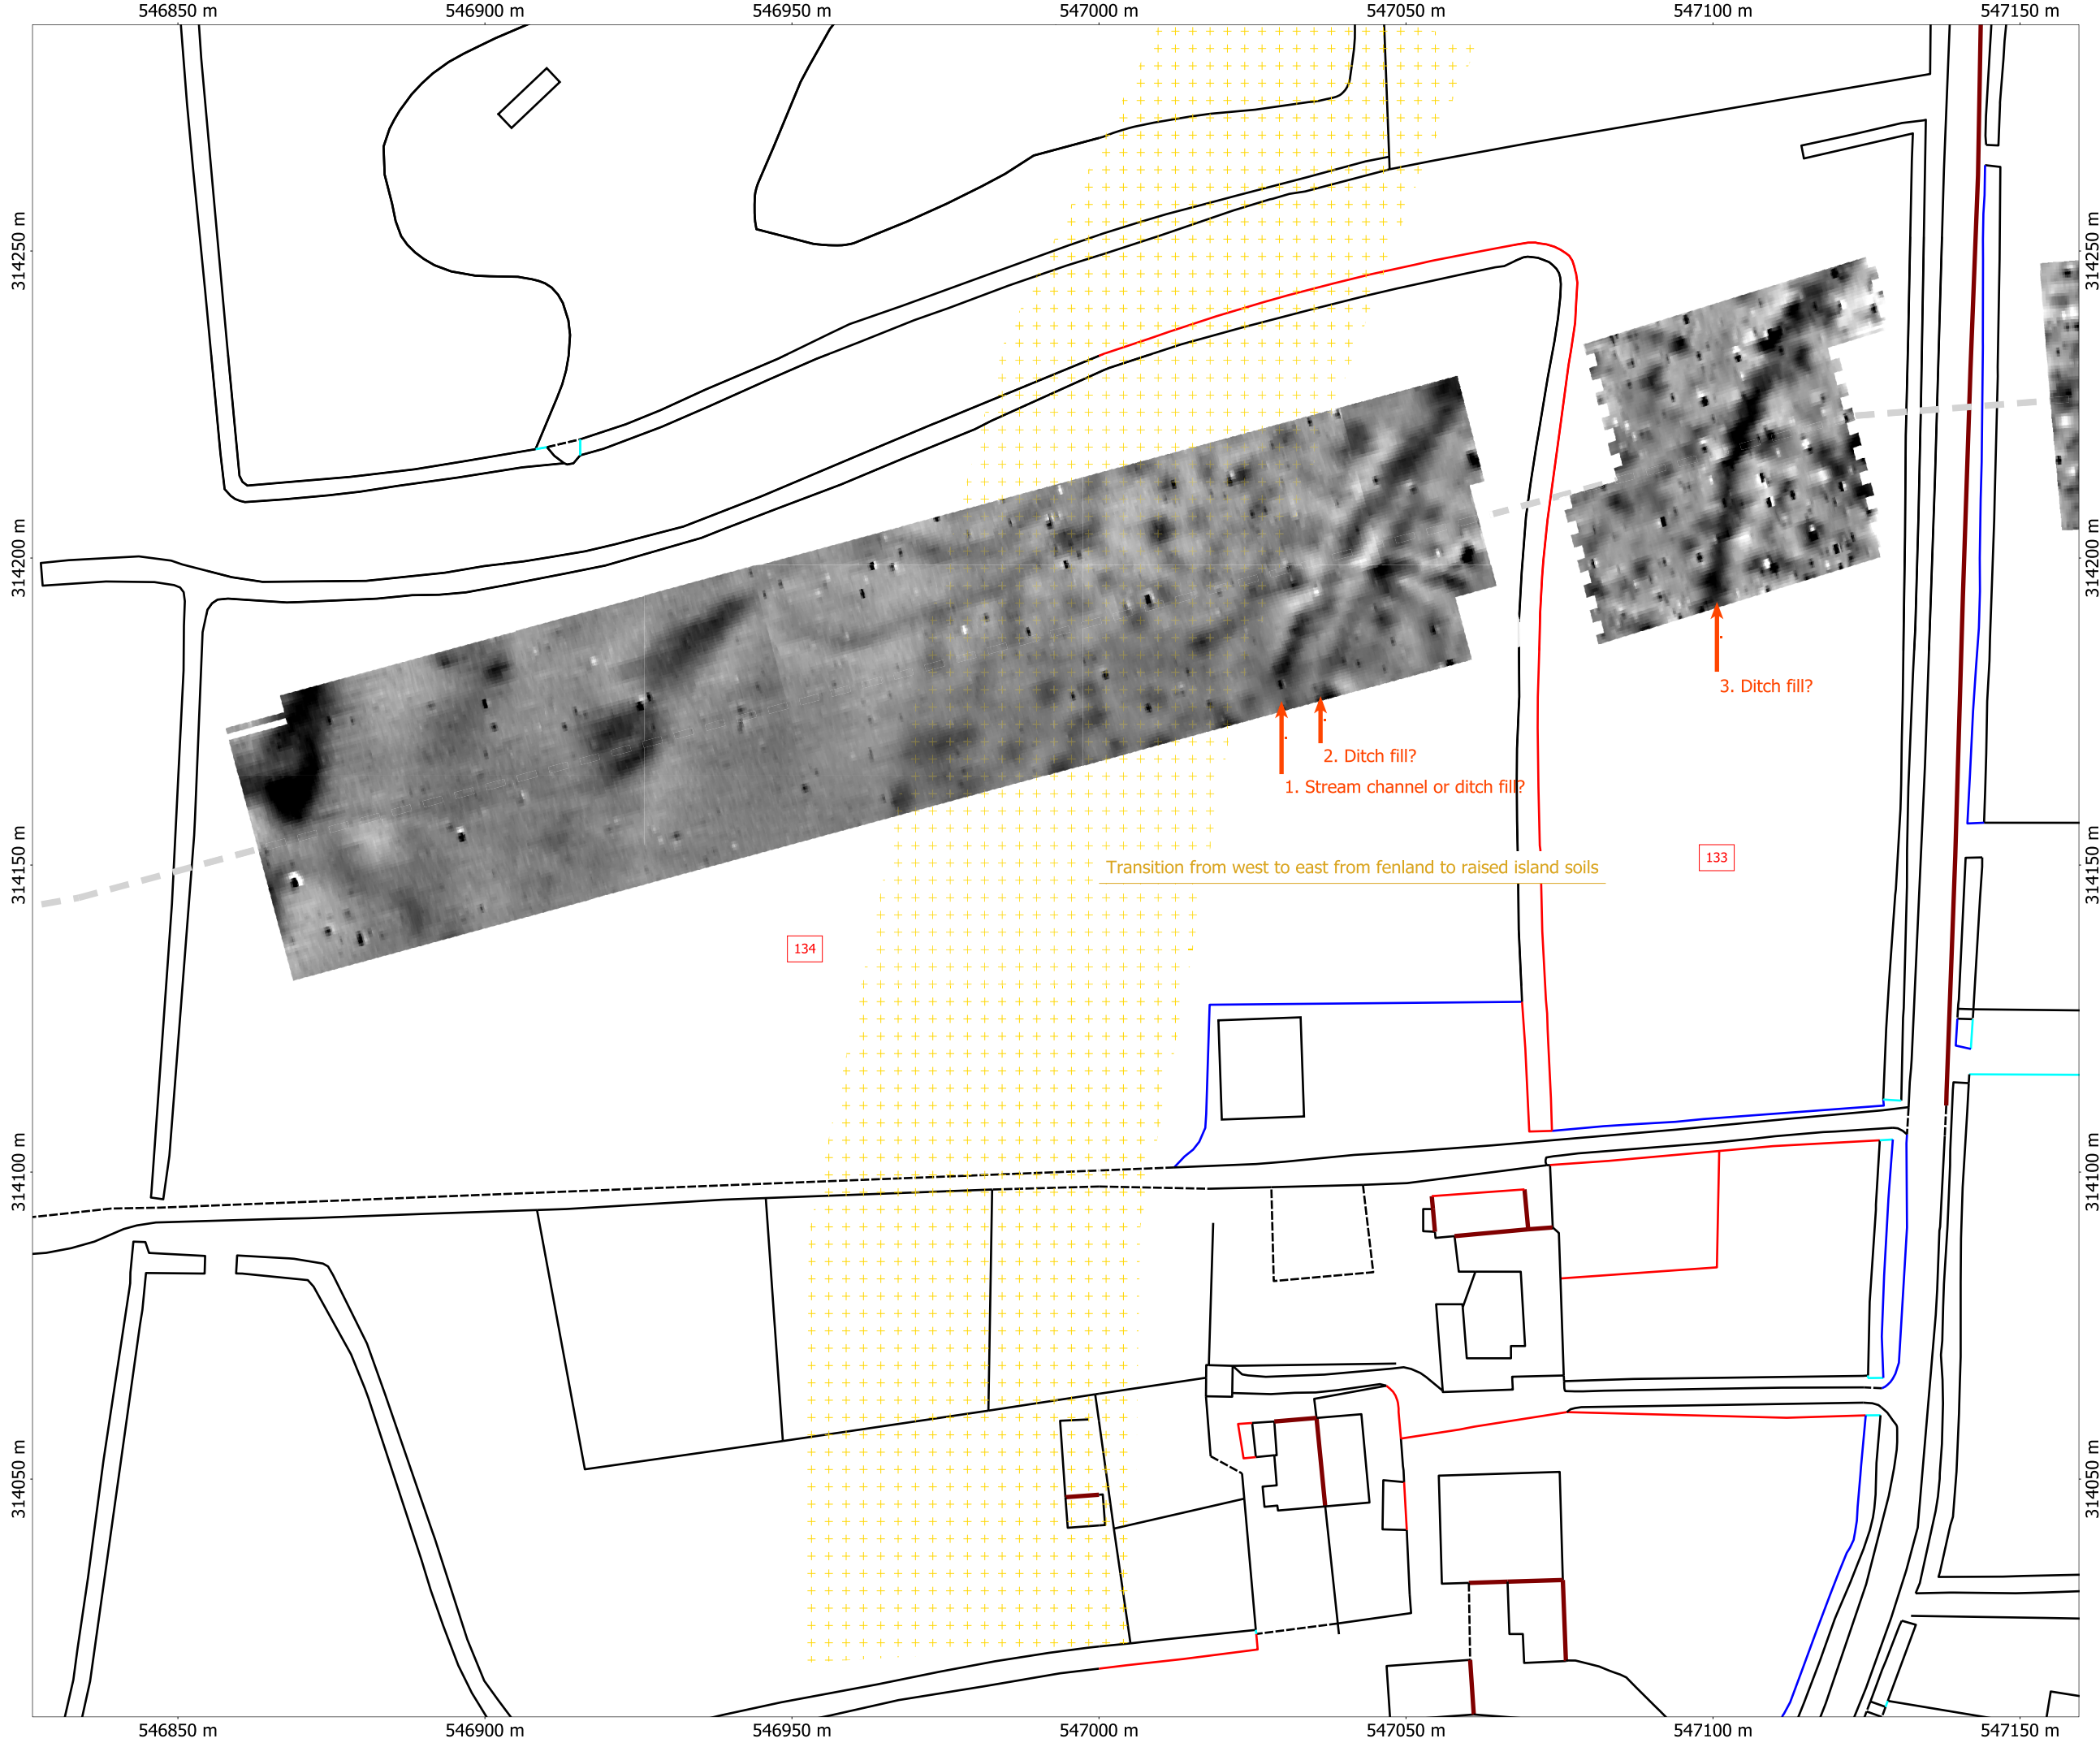 546850 m 546900 m 546950 m 547000 m 547050 m 547100 m 547150 m
314250 m 314250 m
314200 m 314200 m
3. Ditch fill?
2. Ditch fill?
1. Stream channel or ditch fill?
314150 m 314150 m
133
Transition from west to east from fenland to raised island soils
134
314100 m 314100 m
314050 m 314050 m
546850 m 546900 m 546950 m 547000 m 547050 m 547100 m 547150 m